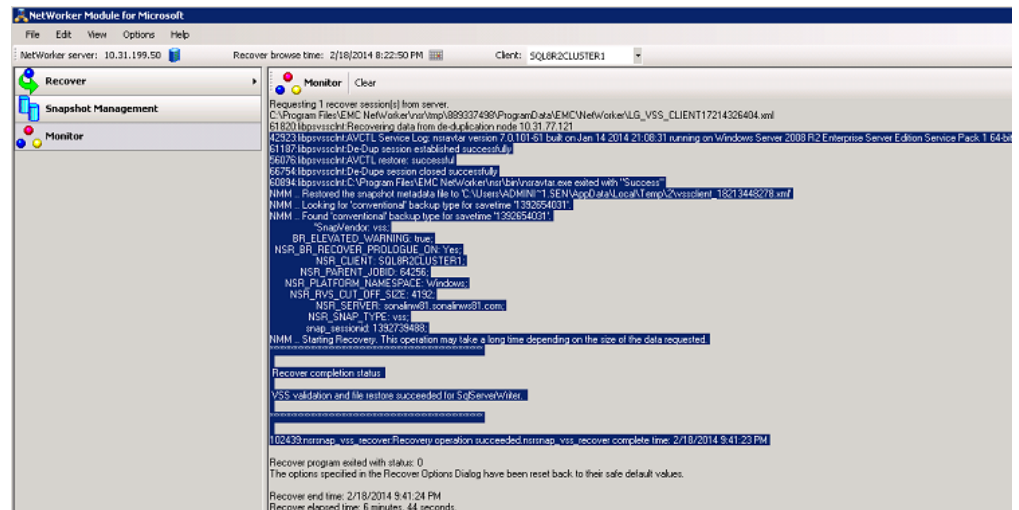 NetWorker Module for Microsoft
File Edit View Options Help
NetWorker server: 10.31.199.50 Recover browse time: 2/18/2014 8:22:50 PM Client: SQL8R2CLUSTER1
Recover
Snapshot Management
Monitor
Monitor Clear
Requesting 1 recover session(s) from server.
C:\Program Files\EMC NetWorker\nsr\tmp\889337498\ProgramData\EMC\NetWorker\LG_VSS_CLIENT17214326404.xml
61820:libpsvssclnt:Recovering data from de-duplication node 10.31.77.121
42923:libpsvssclnt:AVCTL Service Log: nsravtar version 7.0.101-61 built on Jan 14 2014 21:08:31 running on Windows Server 2008 R2 Enterprise Server Edition Service Pack 1 64-bit
61187:libpsvssclnt:De-Dup session established successfully
56076:libpsvssclnt:AVCTL restore: successful
66754:libpsvssclnt:De-Dupe session closed successfully
60894:libpsvssclnt:C:\Program Files\EMC NetWorker\nsr\bin\nsravtar.exe exited with "Success"
NMM .. Restored the snapshot metadata file to 'C:\Users\ADMINI~1.SEN\AppData\Local\Temp\2\vssclient_18213448278.xml'
NMM .. Looking for 'conventional' backup type for savetime '1392654031'.
NMM .. Found 'conventional' backup type for savetime '1392654031'.
"SnapVendor: vss;
BR_ELEVATED_WARNING: true;
NSR_BR_RECOVER_PROLOGUE_ON: Yes;
NSR_CLIENT: SQL8R2CLUSTER1;
NSR_PARENT_JOBID: 64256;
NSR_PLATFORM_NAMESPACE: Windows;
NSR_RVS_CUT_OFF_SIZE: 4192;
NSR_SERVER: sonalinw81.sonalinws81.com;
NSR_SNAP_TYPE: vss;
snap_sessionid: 1392739488;
NMM .. Starting Recovery. This operation may take a long time depending on the size of the data requested.
Recover completion status
VSS validation and file restore succeeded for SqlServerWriter.
102439:nsrsnap_vss_recover:Recovery operation succeeded.nsrsnap_vss_recover complete time: 2/18/2014 9:41:23 PM
Recover program exited with status: 0
The options specified in the Recover Options Dialog have been reset back to their safe default values.
Recover end time: 2/18/2014 9:41:24 PM
Recover elapsed time: 6 minutes, 44 seconds